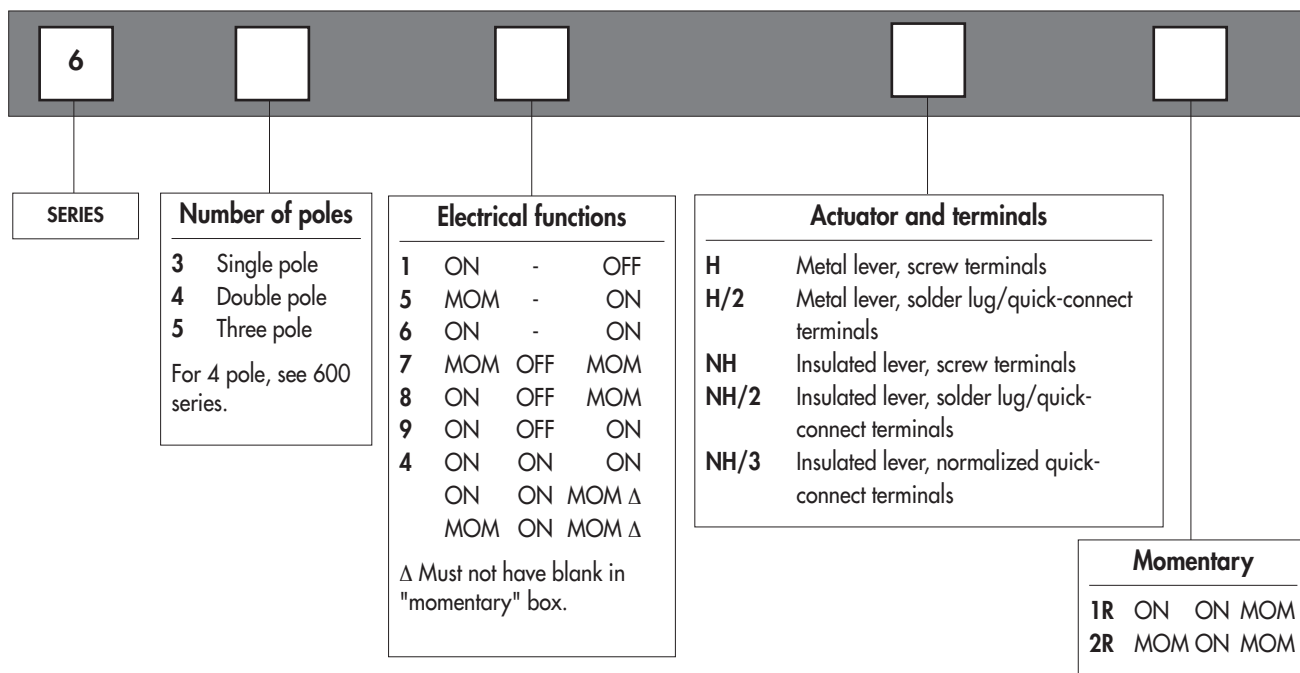 6
SERIES
Number of poles
3 Single pole
4 Double pole
5 Three pole
For 4 pole, see 600
series.
Electrical functions
1 ON - OFF
5 MOM - ON
6 ON - ON
7 MOM OFF MOM
8 ON OFF MOM
9 ON OFF ON
4 ON ON ON
ON ON MOM Δ
MOM ON MOM Δ
Δ Must not have blank in
"momentary" box.
Actuator and terminals
H Metal lever, screw terminals
H/2 Metal lever, solder lug/quick-connect
terminals
NH Insulated lever, screw terminals
NH/2 Insulated lever, solder lug/quick-
connect terminals
NH/3 Insulated lever, normalized quick-
connect terminals
Momentary
1R ON ON MOM
2R MOM ON MOM